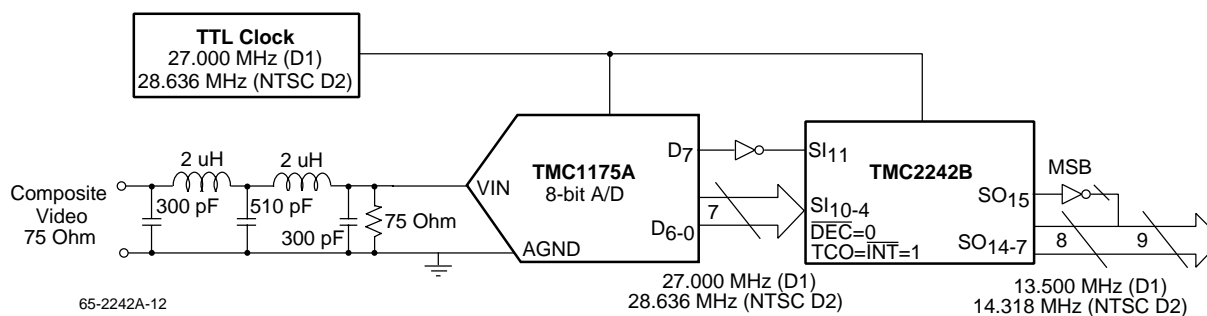 TTL Clock
27.000 MHz (D1)
28.636 MHz (NTSC D2)
2 uH
2 uH
Composite
Video
75 Ohm
300 pF
510 pF
300 pF
75 Ohm
VIN
AGND
TMC1175A
8-bit A/D
D7
D6-0
7
27.000 MHz (D1)
28.636 MHz (NTSC D2)
SI11
SI10-4
D̅E̅C̅=0
TCO=I̅N̅T̅=1
TMC2242B
SO15
SO14-7
MSB
8
9
13.500 MHz (D1)
14.318 MHz (NTSC D2)
65-2242A-12